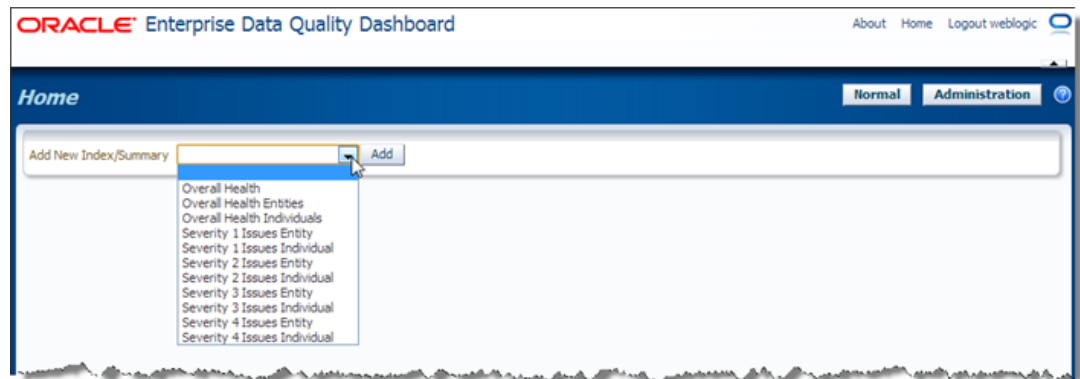 ORACLE Enterprise Data Quality Dashboard
About Home Logout weblogic
Home
Normal Administration
Add New Index/Summary Add
Overall Health
Overall Health Entities
Overall Health Individuals
Severity 1 Issues Entity
Severity 1 Issues Individual
Severity 2 Issues Entity
Severity 2 Issues Individual
Severity 3 Issues Entity
Severity 3 Issues Individual
Severity 4 Issues Entity
Severity 4 Issues Individual